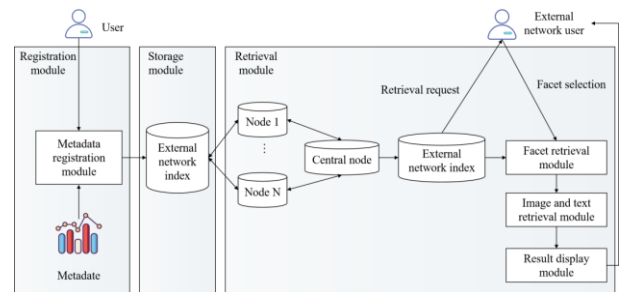 User
External
network user
Registration
module
Storage
module
Retrieval
module
Retrieval request
Facet selection
Metadata
registration
module
External
network
index
Node 1
⋮
Node N
Central node
External
network index
Facet retrieval
module
Image and text
retrieval module
Result display
module
Metadate